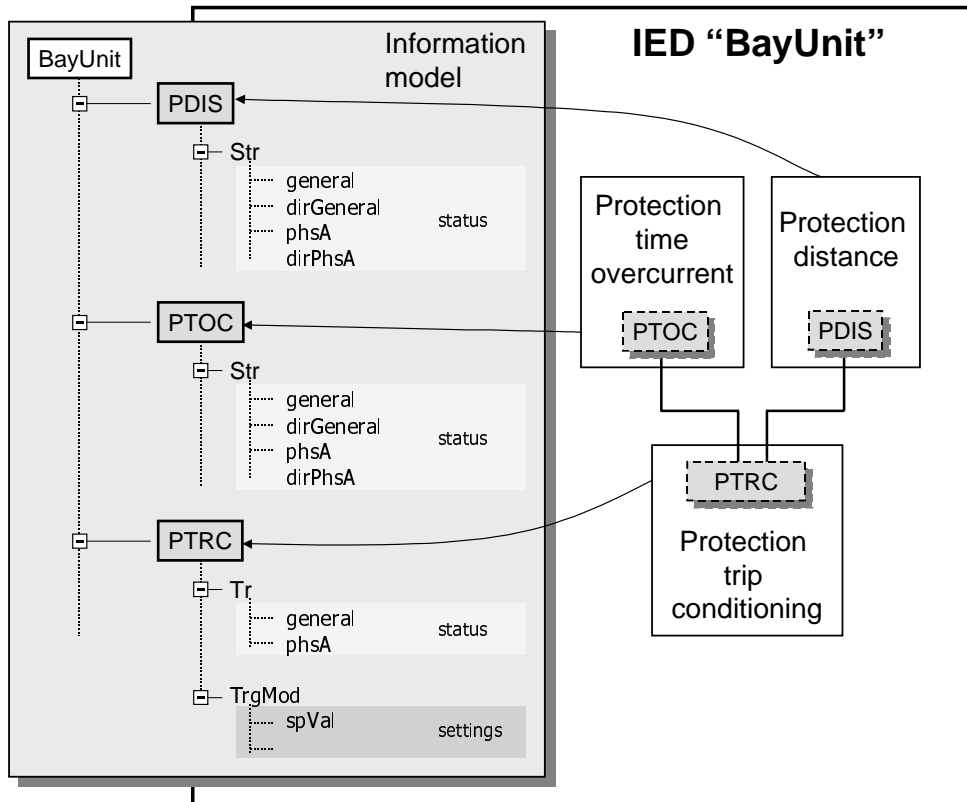 Information
model
BayUnit
PDIS
Str
general
dirGeneral
phsA
dirPhsA
status
PTOC
Str
general
dirGeneral
phsA
dirPhsA
status
PTRC
Tr
general
phsA
status
TrgMod
spVal
settings
IED “BayUnit”
Protection
time
overcurrent
PTOC
Protection
distance
PDIS
PTRC
Protection
trip
conditioning